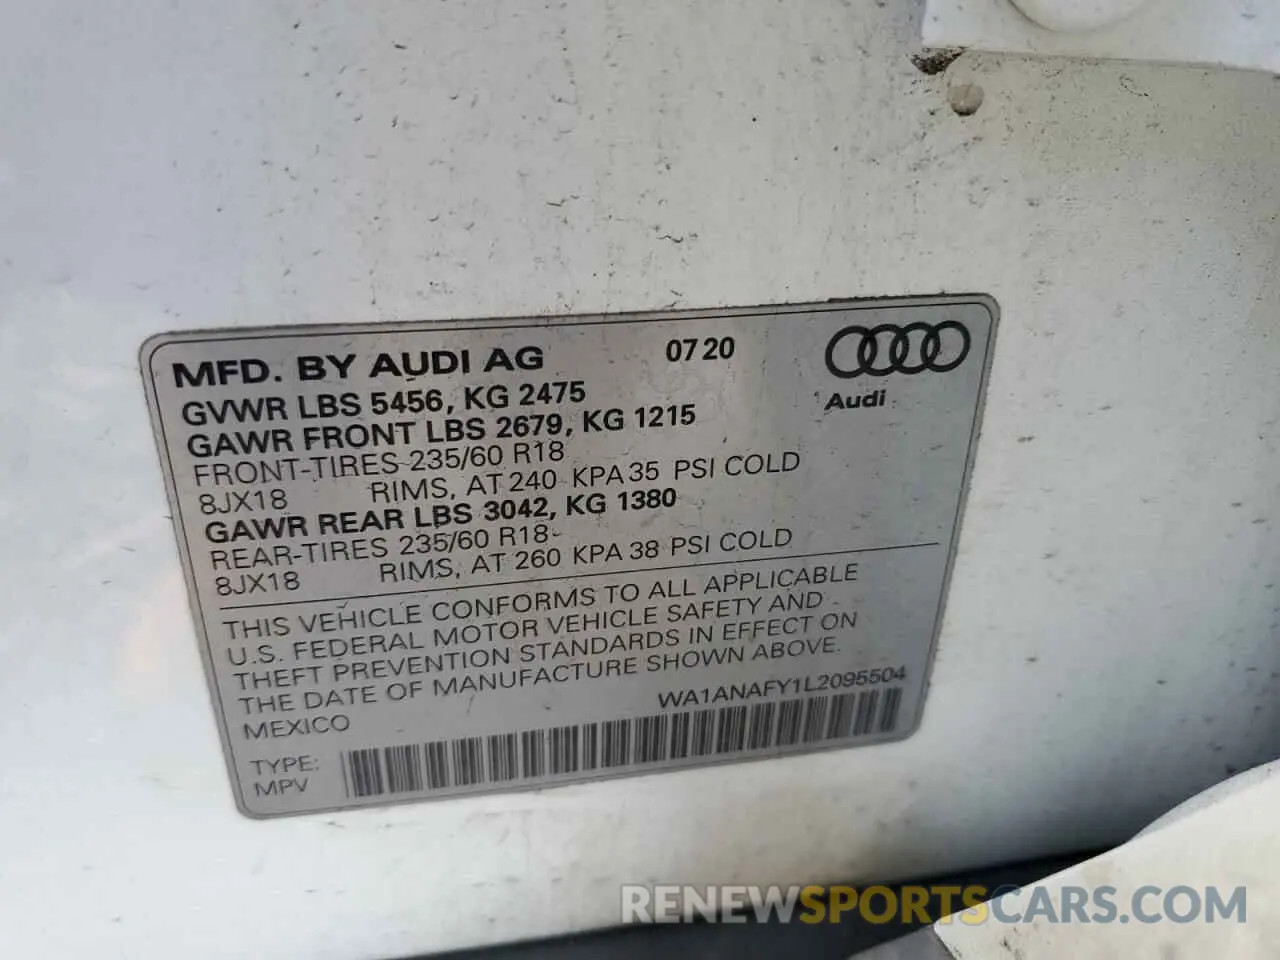 MFD. BY AUDI AG 07 20
GVWR LBS 5456, KG 2475
Audi
GAWR FRONT LBS 2679, KG 1215
FRONT-TIRES 235/60 R18
8JX18 RIMS, AT 240 KPA 35 PSI COLD
GAWR REAR LBS 3042, KG 1380
REAR-TIRES 235/60 R18
8JX18 RIMS, AT 260 KPA 38 PSI COLD
THIS VEHICLE CONFORMS TO ALL APPLICABLE
U.S. FEDERAL MOTOR VEHICLE SAFETY AND
THEFT PREVENTION STANDARDS IN EFFECT ON
THE DATE OF MANUFACTURE SHOWN ABOVE.
MEXICO WA1ANAFY1L2095504
TYPE:
MPV
RENEWSPORTSCARS.COM